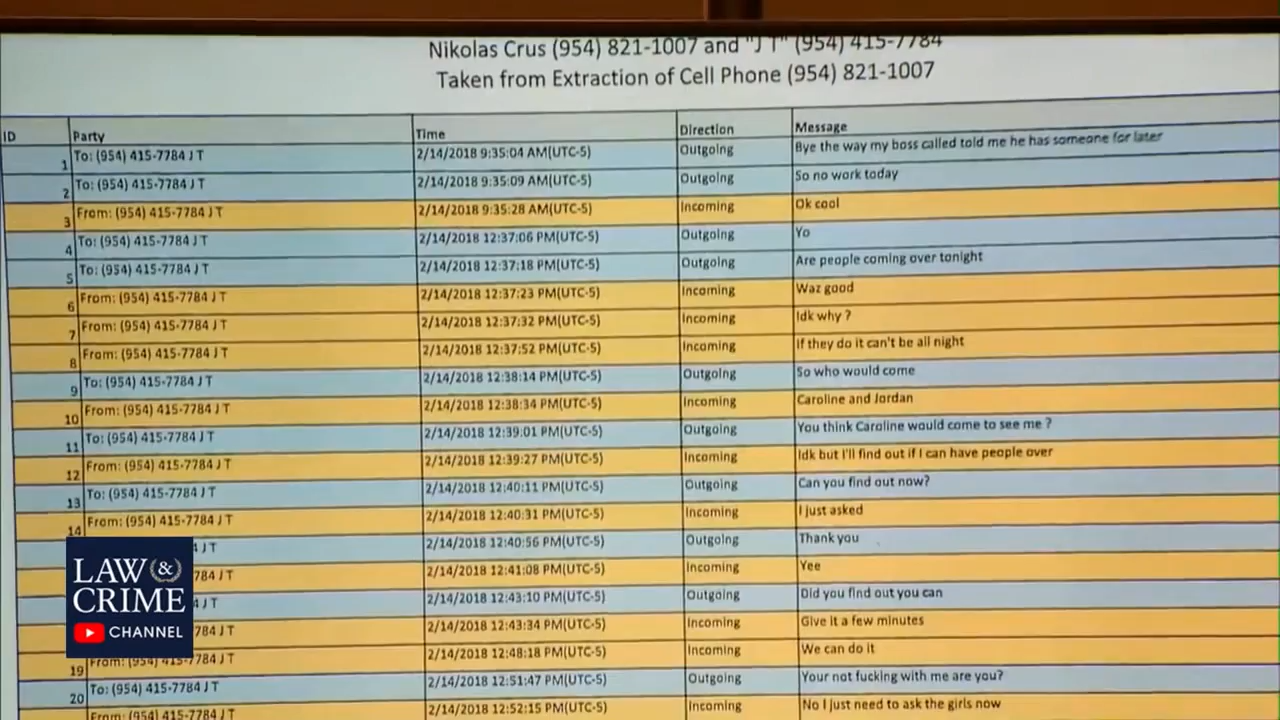 Nikolas Crus (954) 821-1007 and "J T" (954) 415-7784
Taken from Extraction of Cell Phone (954) 821-1007
ID Party Time Direction Message
1 To: (954) 415-7784 J T 2/14/2018 9:35:04 AM(UTC-5) Outgoing Bye the way my boss called told me he has someone for later
2 To: (954) 415-7784 J T 2/14/2018 9:35:09 AM(UTC-5) Outgoing So no work today
3 From: (954) 415-7784 J T 2/14/2018 9:35:28 AM(UTC-5) Incoming Ok cool
4 To: (954) 415-7784 J T 2/14/2018 12:37:06 PM(UTC-5) Outgoing Yo
5 To: (954) 415-7784 J T 2/14/2018 12:37:18 PM(UTC-5) Outgoing Are people coming over tonight
6 From: (954) 415-7784 J T 2/14/2018 12:37:23 PM(UTC-5) Incoming Waz good
7 From: (954) 415-7784 J T 2/14/2018 12:37:32 PM(UTC-5) Incoming Idk why ?
8 From: (954) 415-7784 J T 2/14/2018 12:37:52 PM(UTC-5) Incoming If they do it can't be all night
9 To: (954) 415-7784 J T 2/14/2018 12:38:14 PM(UTC-5) Outgoing So who would come
10 From: (954) 415-7784 J T 2/14/2018 12:38:34 PM(UTC-5) Incoming Caroline and Jordan
11 To: (954) 415-7784 J T 2/14/2018 12:39:01 PM(UTC-5) Outgoing You think Caroline would come to see me ?
12 From: (954) 415-7784 J T 2/14/2018 12:39:27 PM(UTC-5) Incoming Idk but I'll find out if I can have people over
13 To: (954) 415-7784 J T 2/14/2018 12:40:11 PM(UTC-5) Outgoing Can you find out now?
14 From: (954) 415-7784 J T 2/14/2018 12:40:31 PM(UTC-5) Incoming I just asked
4 J T 2/14/2018 12:40:56 PM(UTC-5) Outgoing Thank you
784 J T 2/14/2018 12:41:08 PM(UTC-5) Incoming Yee
4 J T 2/14/2018 12:43:10 PM(UTC-5) Outgoing Did you find out you can
784 J T 2/14/2018 12:43:34 PM(UTC-5) Incoming Give it a few minutes
19 From: (954) 415-7784 J T 2/14/2018 12:48:18 PM(UTC-5) Incoming We can do it
20 To: (954) 415-7784 J T 2/14/2018 12:51:47 PM(UTC-5) Outgoing Your not fucking with me are you?
From: (954) 415-7784 J T 2/14/2018 12:52:15 PM(UTC-5) Incoming No I just need to ask the girls now
LAW &
CRIME
CHANNEL